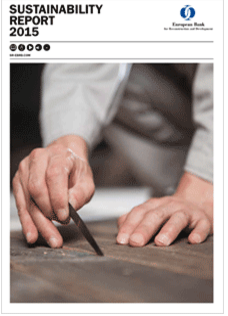 SUSTAINABILITY
REPORT
2015
European Bank
for Reconstruction and Development